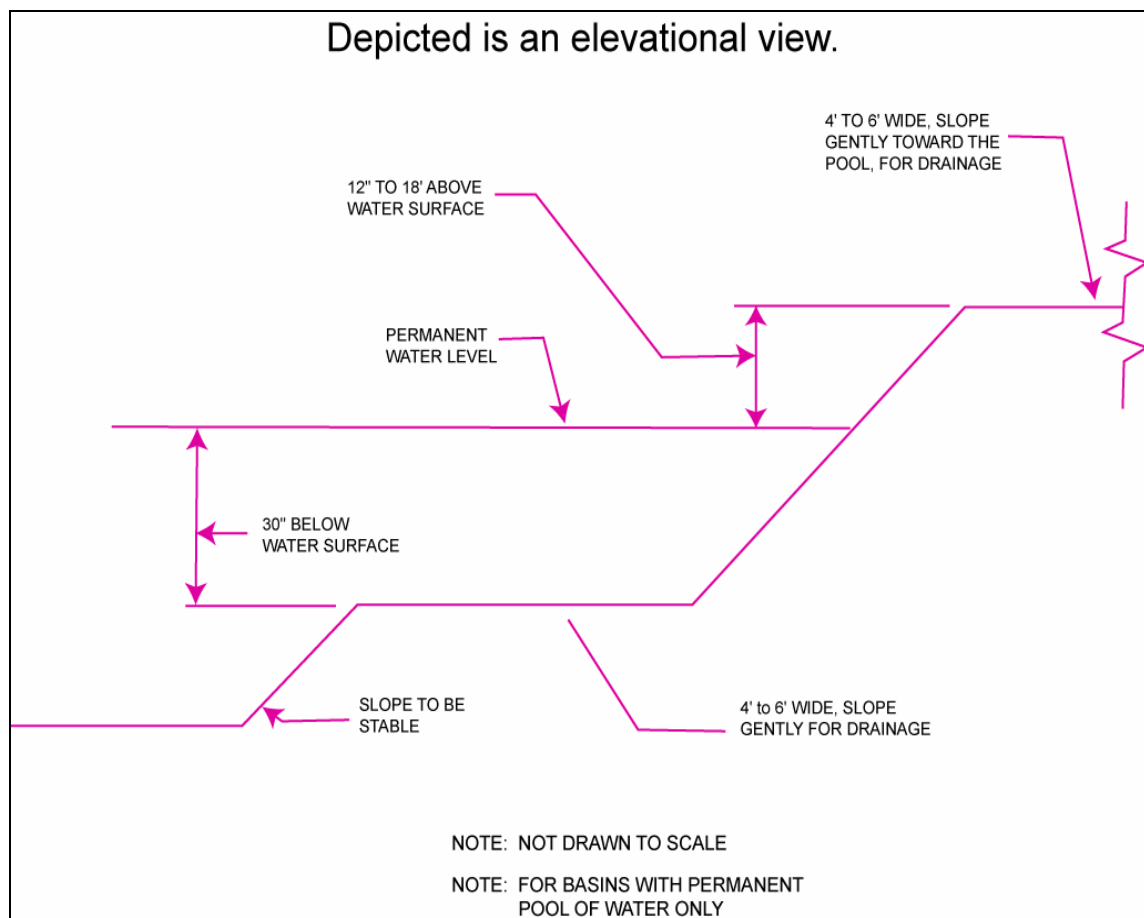 Depicted is an elevational view.
4' TO 6' WIDE, SLOPE
GENTLY TOWARD THE
POOL, FOR DRAINAGE
12" TO 18' ABOVE
WATER SURFACE
PERMANENT
WATER LEVEL
30" BELOW
WATER SURFACE
SLOPE TO BE
STABLE
4' to 6' WIDE, SLOPE
GENTLY FOR DRAINAGE
NOTE: NOT DRAWN TO SCALE
NOTE: FOR BASINS WITH PERMANENT
POOL OF WATER ONLY